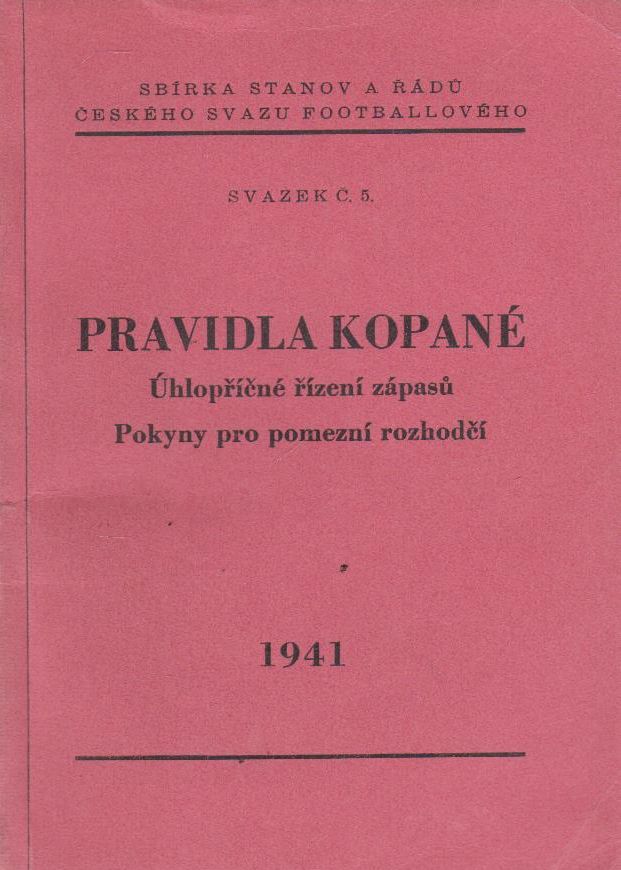 SBÍRKA STANOV A ŘÁDŮ
ČESKÉHO SVAZU FOOTBALLOVÉHO
SVAZEK Č. 5.
PRAVIDLA KOPANÉ
Úhlopříčné řízení zápasů
Pokyny pro pomezní rozhodčí
1941